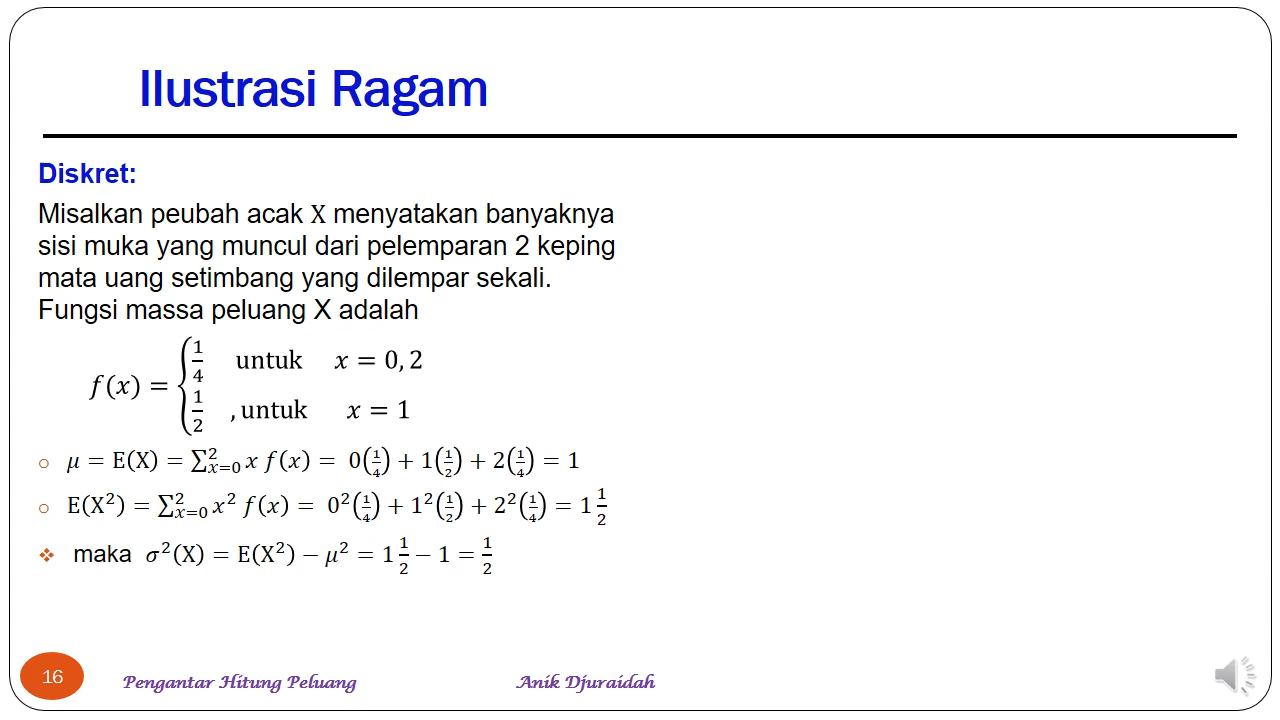 Ilustrasi Ragam
Diskret:
Misalkan peubah acak X menyatakan banyaknya
sisi muka yang muncul dari pelemparan 2 keping
mata uang setimbang yang dilempar sekali.
Fungsi massa peluang X adalah
f(x) = { 1/4 untuk x = 0, 2
1/2 , untuk x = 1
○ μ = E(X) = ∑²ₓ₌₀ x f(x) = 0(1/4) + 1(1/2) + 2(1/4) = 1
○ E(X²) = ∑²ₓ₌₀ x² f(x) = 0²(1/4) + 1²(1/2) + 2²(1/4) = 1 1/2
❖ maka σ²(X) = E(X²) − μ² = 1 1/2 − 1 = 1/2
16 Pengantar Hitung Peluang Anik Djuraidah